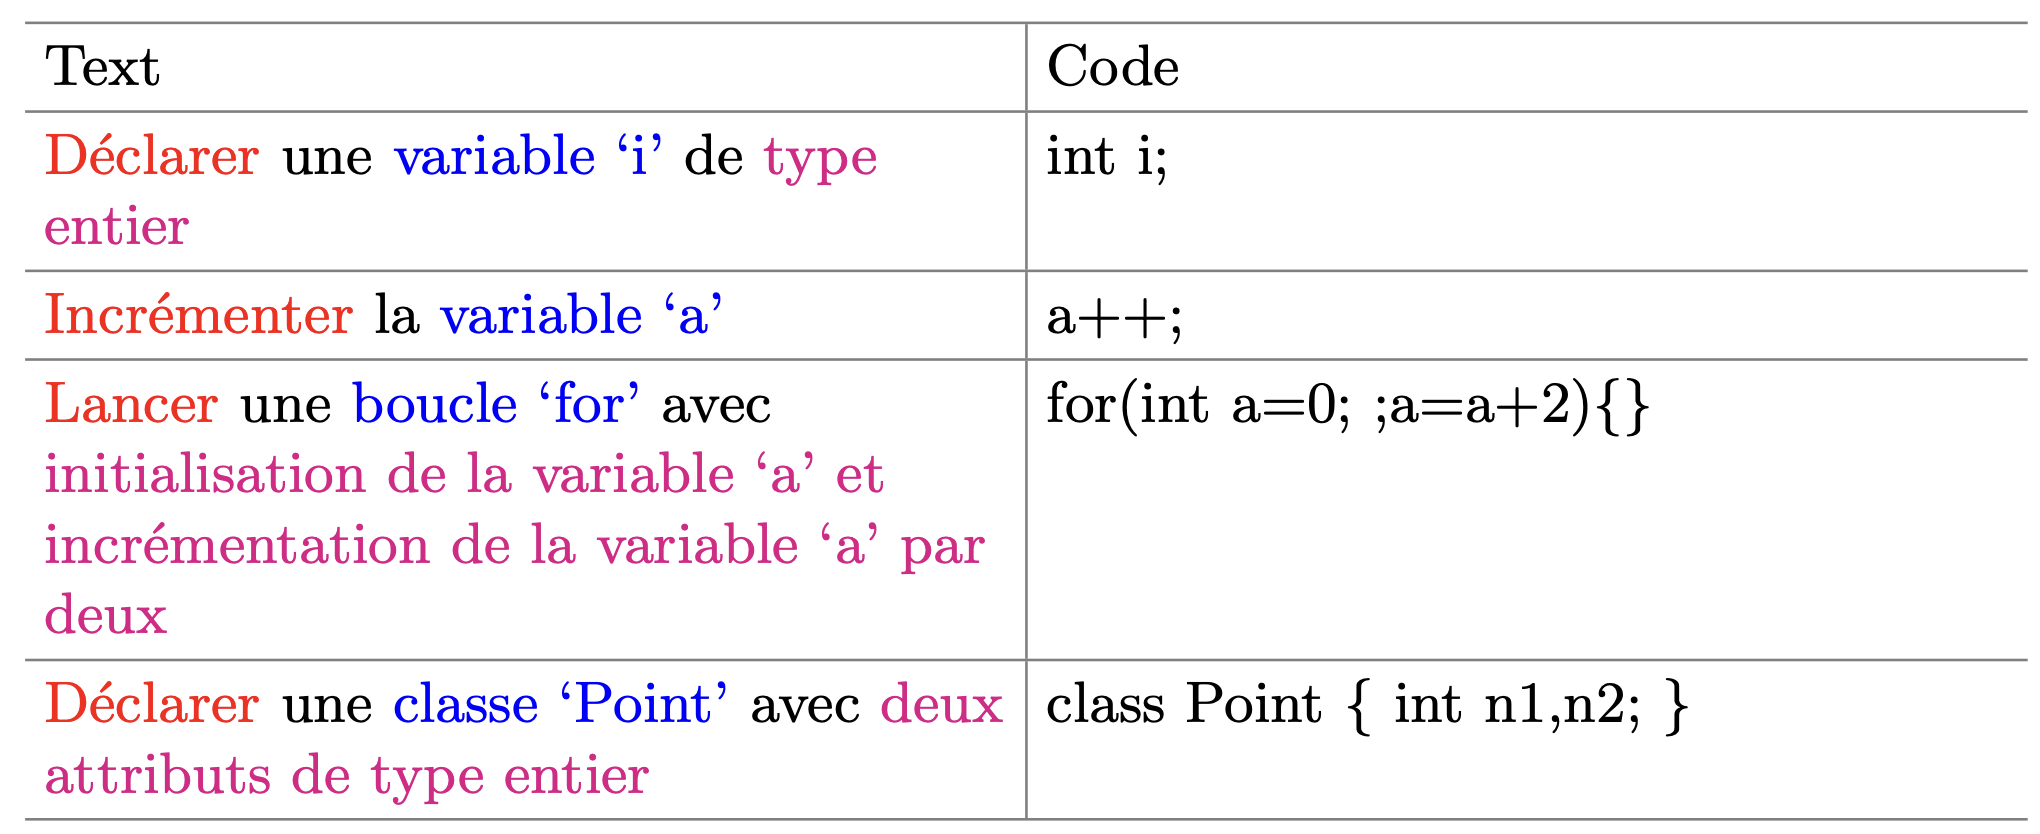 Text
Code
Déclarer une variable ‘i’ de type
entier
int i;
Incrémenter la variable ‘a’
a++;
Lancer une boucle ‘for’ avec
initialisation de la variable ‘a’ et
incrémentation de la variable ‘a’ par
deux
for(int a=0; ;a=a+2){}
Déclarer une classe ‘Point’ avec deux
attributs de type entier
class Point { int n1,n2; }